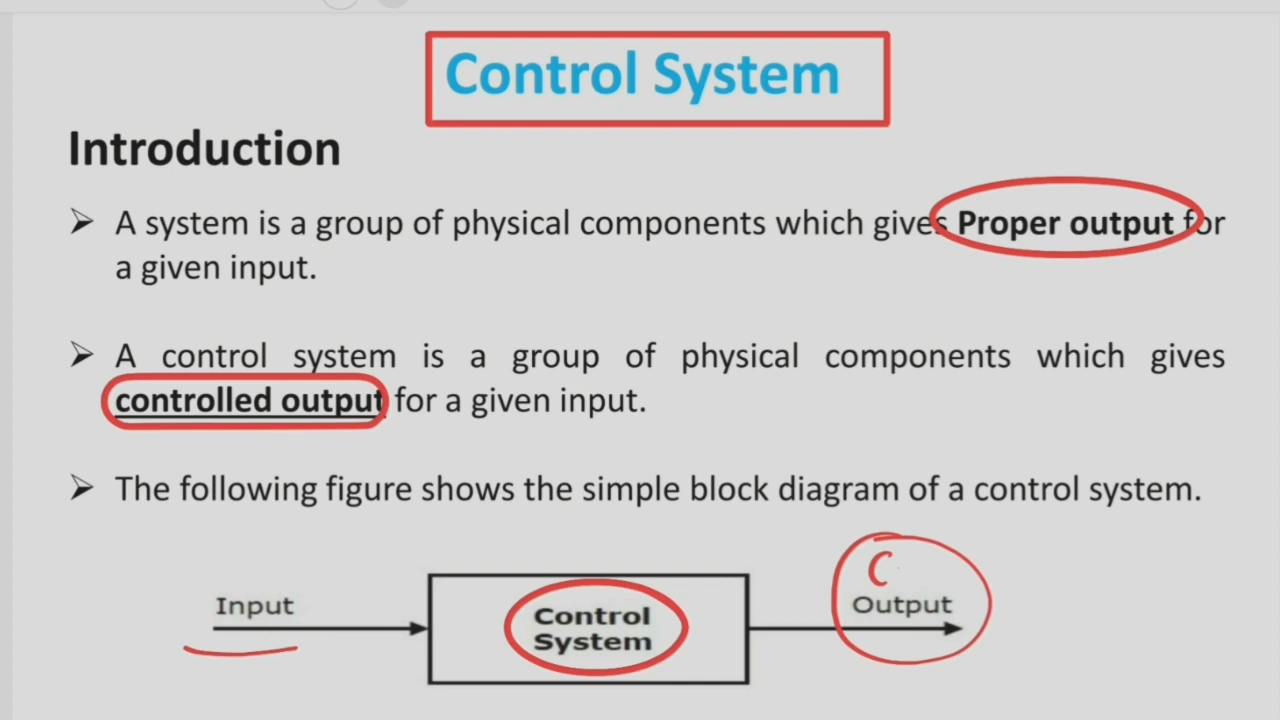 Control System
Introduction
➢ A system is a group of physical components which gives Proper output for
a given input.
➢ A control system is a group of physical components which gives
controlled output for a given input.
➢ The following figure shows the simple block diagram of a control system.
C
Input
Control
System
Output